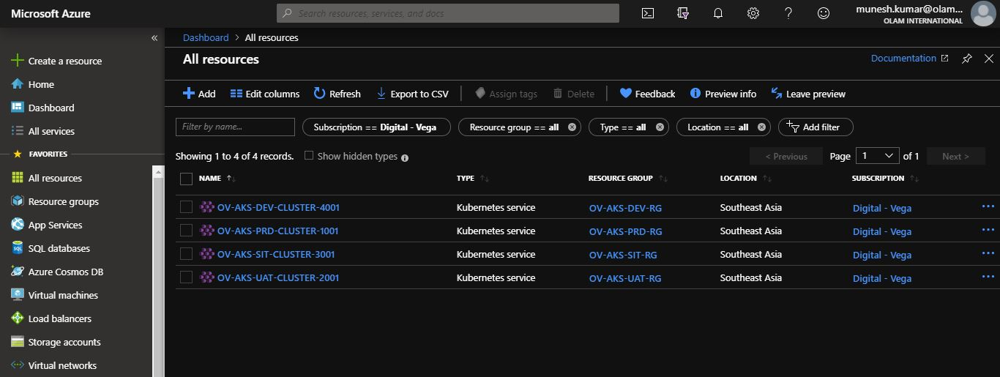 Microsoft Azure
Search resources, services, and docs
munesh.kumar@olam...
OLAM INTERNATIONAL
«
Create a resource
Home
Dashboard
All services
FAVORITES
All resources
Resource groups
App Services
SQL databases
Azure Cosmos DB
Virtual machines
Load balancers
Storage accounts
Virtual networks
Dashboard > All resources
All resources
Documentation
Add Edit columns Refresh Export to CSV Assign tags Delete Feedback Preview info Leave preview
Filter by name... Subscription == Digital - Vega Resource group == all Type == all Location == all Add filter
Showing 1 to 4 of 4 records. Show hidden types < Previous Page 1 of 1 Next >
NAME TYPE RESOURCE GROUP LOCATION SUBSCRIPTION
OV-AKS-DEV-CLUSTER-4001 Kubernetes service OV-AKS-DEV-RG Southeast Asia Digital - Vega
OV-AKS-PRD-CLUSTER-1001 Kubernetes service OV-AKS-PRD-RG Southeast Asia Digital - Vega
OV-AKS-SIT-CLUSTER-3001 Kubernetes service OV-AKS-SIT-RG Southeast Asia Digital - Vega
OV-AKS-UAT-CLUSTER-2001 Kubernetes service OV-AKS-UAT-RG Southeast Asia Digital - Vega